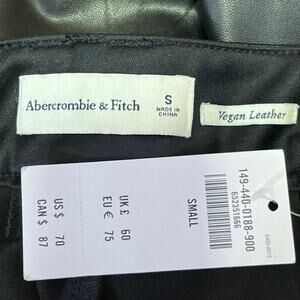 Abercrombie & Fitch
S
MADE IN
CHINA
Vegan Leather
149-440-0188-900
652351666
SMALL
UK £ 60
EU € 75
US $ 70
CAN $ 87